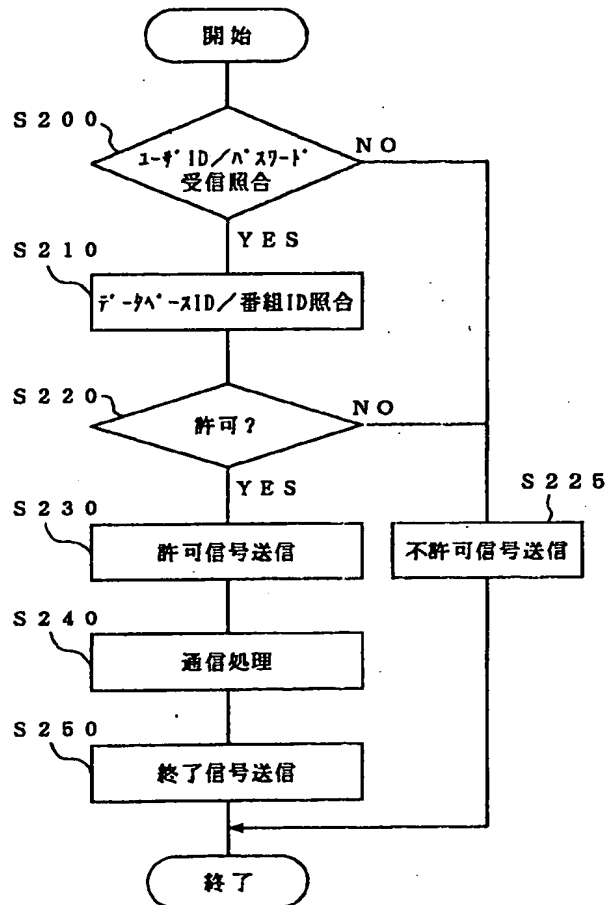 開始
S200
ユーザID/パスワード
受信照合
NO
YES
S210
データベースID/番組ID照合
S220
許可?
NO
YES
S225
S230
許可信号送信
不許可信号送信
S240
通信処理
S250
終了信号送信
終了